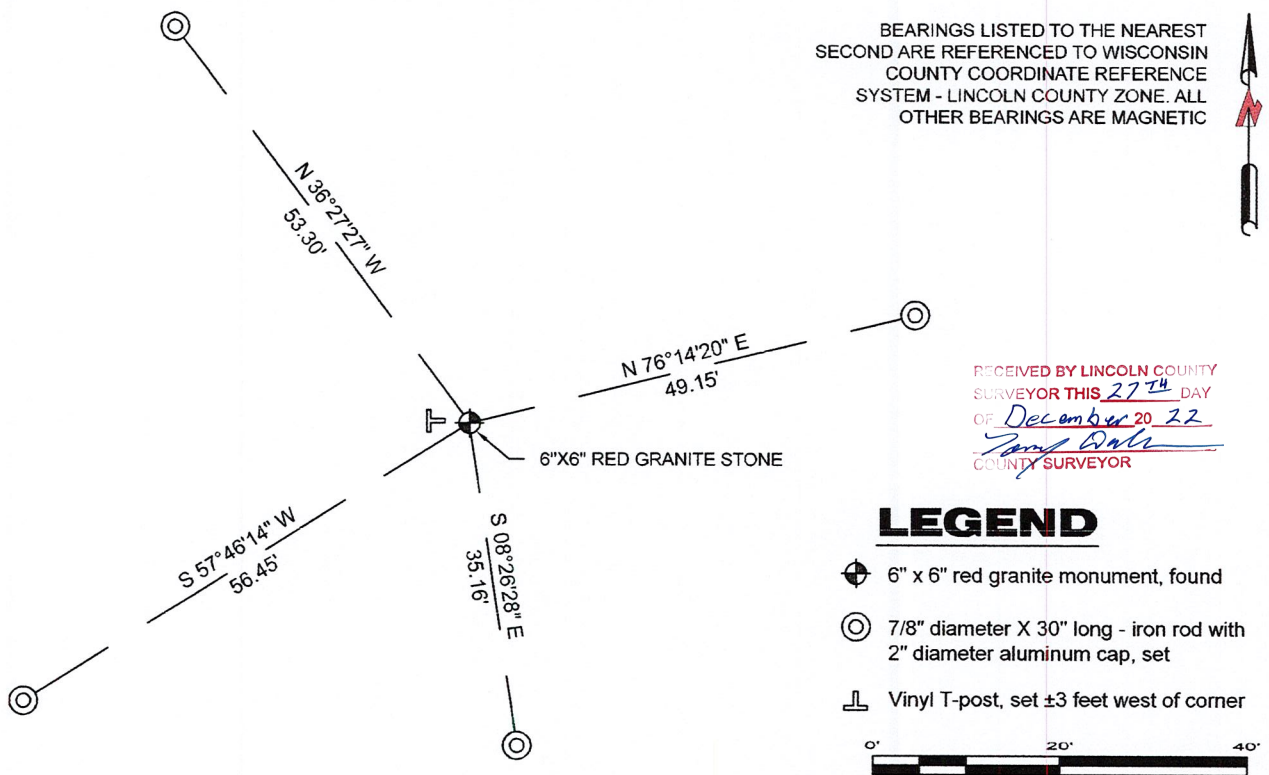 BEARINGS LISTED TO THE NEAREST
SECOND ARE REFERENCED TO WISCONSIN
COUNTY COORDINATE REFERENCE
SYSTEM - LINCOLN COUNTY ZONE. ALL
OTHER BEARINGS ARE MAGNETIC
N 36°27'27" W
53.30'
N 76°14'20" E
49.15'
6"X6" RED GRANITE STONE
S 57°46'14" W
56.45'
S 08°26'28" E
35.16'
RECEIVED BY LINCOLN COUNTY
SURVEYOR THIS 27TH DAY
OF December 20 22
COUNTY SURVEYOR
LEGEND
6" x 6" red granite monument, found
7/8" diameter X 30" long - iron rod with
2" diameter aluminum cap, set
Vinyl T-post, set ±3 feet west of corner
0' 20' 40'